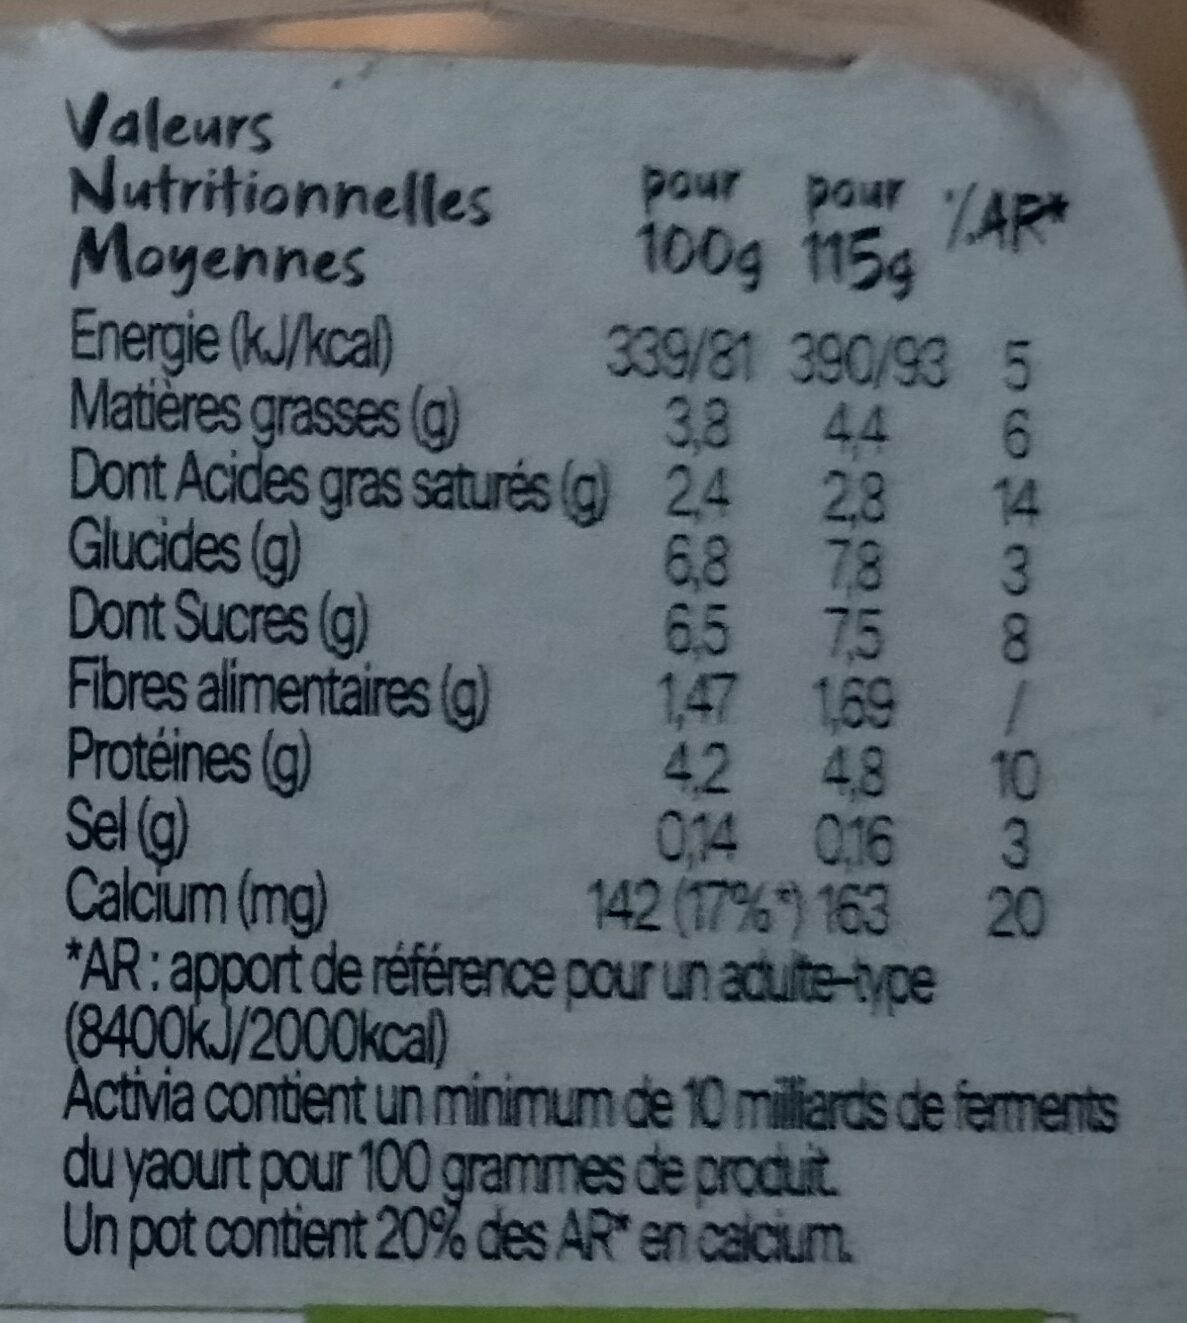 Valeurs
Nutritionnelles pour pour %AR*
Moyennes 100g 115g
Energie (kJ/kcal) 339/81 390/93 5
Matières grasses (g) 3,8 4,4 6
Dont Acides gras saturés (g) 2,4 2,8 14
Glucides (g) 6,8 7,8 3
Dont Sucres (g) 6,5 7,5 8
Fibres alimentaires (g) 1,47 1,69 /
Protéines (g) 4,2 4,8 10
Sel (g) 0,14 0,16 3
Calcium (mg) 142 (17%*) 163 20
*AR : apport de référence pour un adulte-type
(8400kJ/2000kcal)
Activia contient un minimum de 10 milliards de ferments
du yaourt pour 100 grammes de produit.
Un pot contient 20% des AR* en calcium.